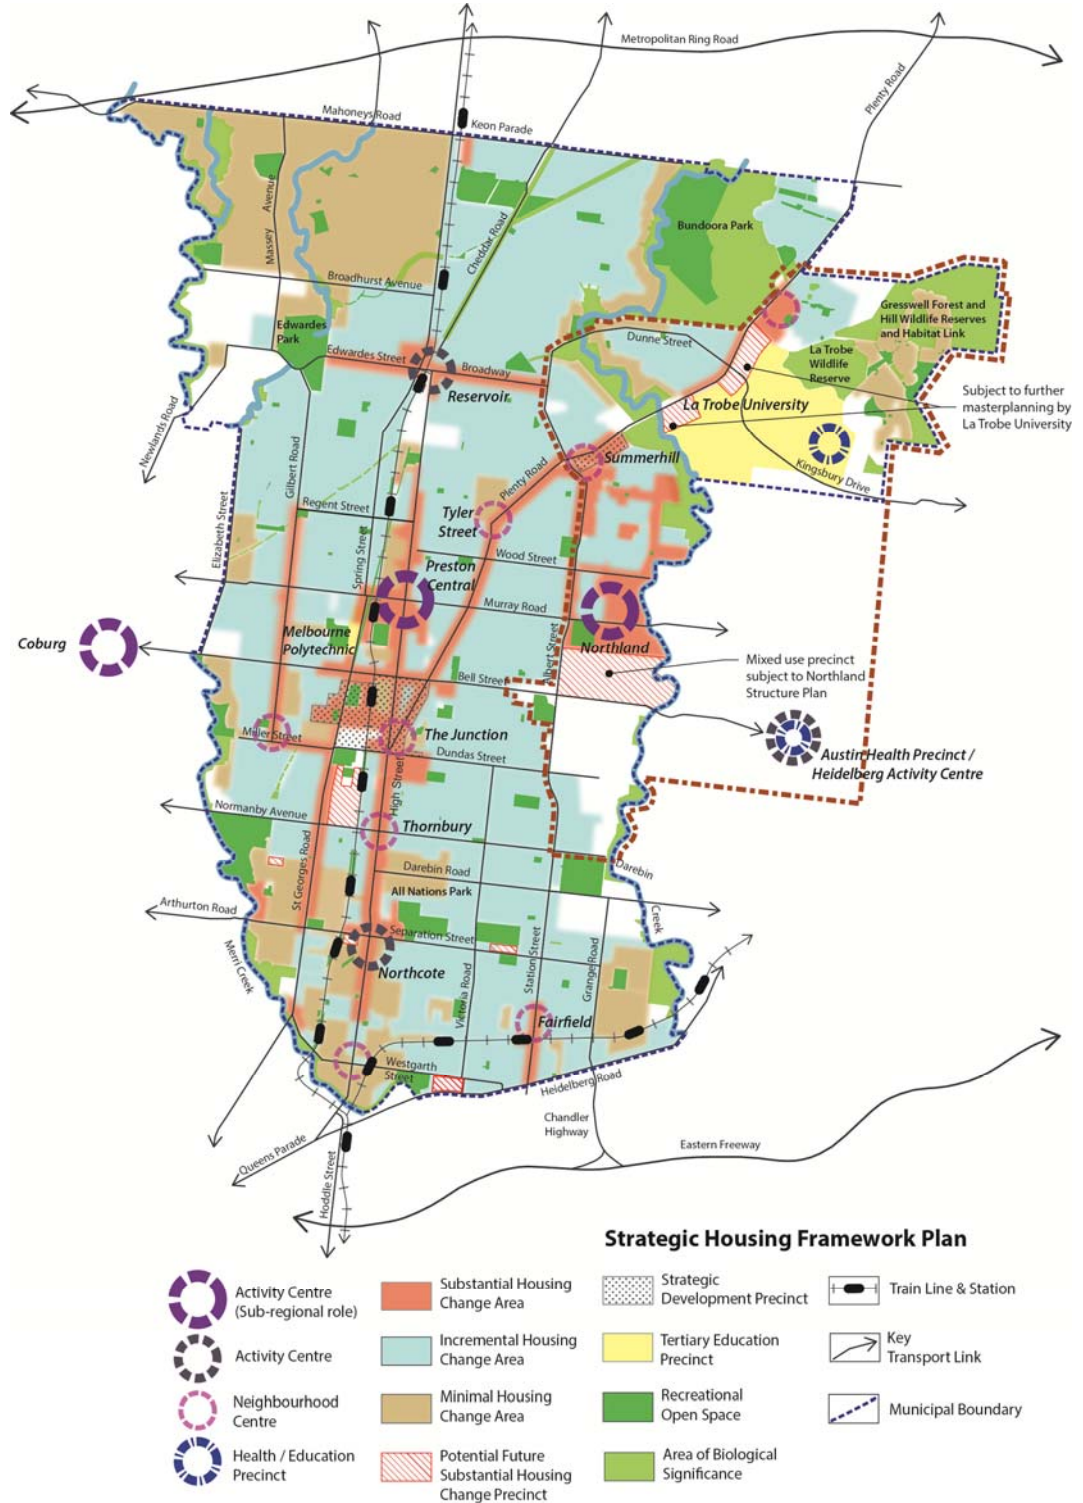 Metropolitan Ring Road
Plenty Road
Mahoneys Road
Keon Parade
Massey Avenue
Cheddar Road
Bundoora Park
Broadhurst Avenue
Gresswell Forest and
Hill Wildlife Reserves
and Habitat Link
Edwardes
Park
Dunne Street
La Trobe
Wildlife
Reserve
Edwardes Street
Broadway
Reservoir
La Trobe University
Subject to further
masterplanning by
La Trobe University
Newlands Road
Gilbert Road
Summerhill
Plenty Road
Kingsbury Drive
Elizabeth Street
Regent Street
Spring Street
Tyler
Street
Wood Street
Preston
Central
Murray Road
Coburg
Melbourne
Polytechnic
Northland
Albert Street
Bell Street
Mixed use precinct
subject to Northland
Structure Plan
Miller Street
The Junction
Dundas Street
Austin Health Precinct /
Heidelberg Activity Centre
High Street
Normanby Avenue
Thornbury
St Georges Road
Darebin Road
Darebin
Creek
All Nations Park
Arthurton Road
Separation Street
Merri Creek
Northcote
Victoria Road
Station Street
Grange Road
Fairfield
Westgarth
Street
Heidelberg Road
Chandler
Highway
Queens Parade
Hoddle Street
Eastern Freeway
Strategic Housing Framework Plan
Activity Centre
(Sub-regional role)
Activity Centre
Neighbourhood
Centre
Health / Education
Precinct
Substantial Housing
Change Area
Incremental Housing
Change Area
Minimal Housing
Change Area
Potential Future
Substantial Housing
Change Precinct
Strategic
Development Precinct
Tertiary Education
Precinct
Recreational
Open Space
Area of Biological
Significance
Train Line & Station
Key
Transport Link
Municipal Boundary